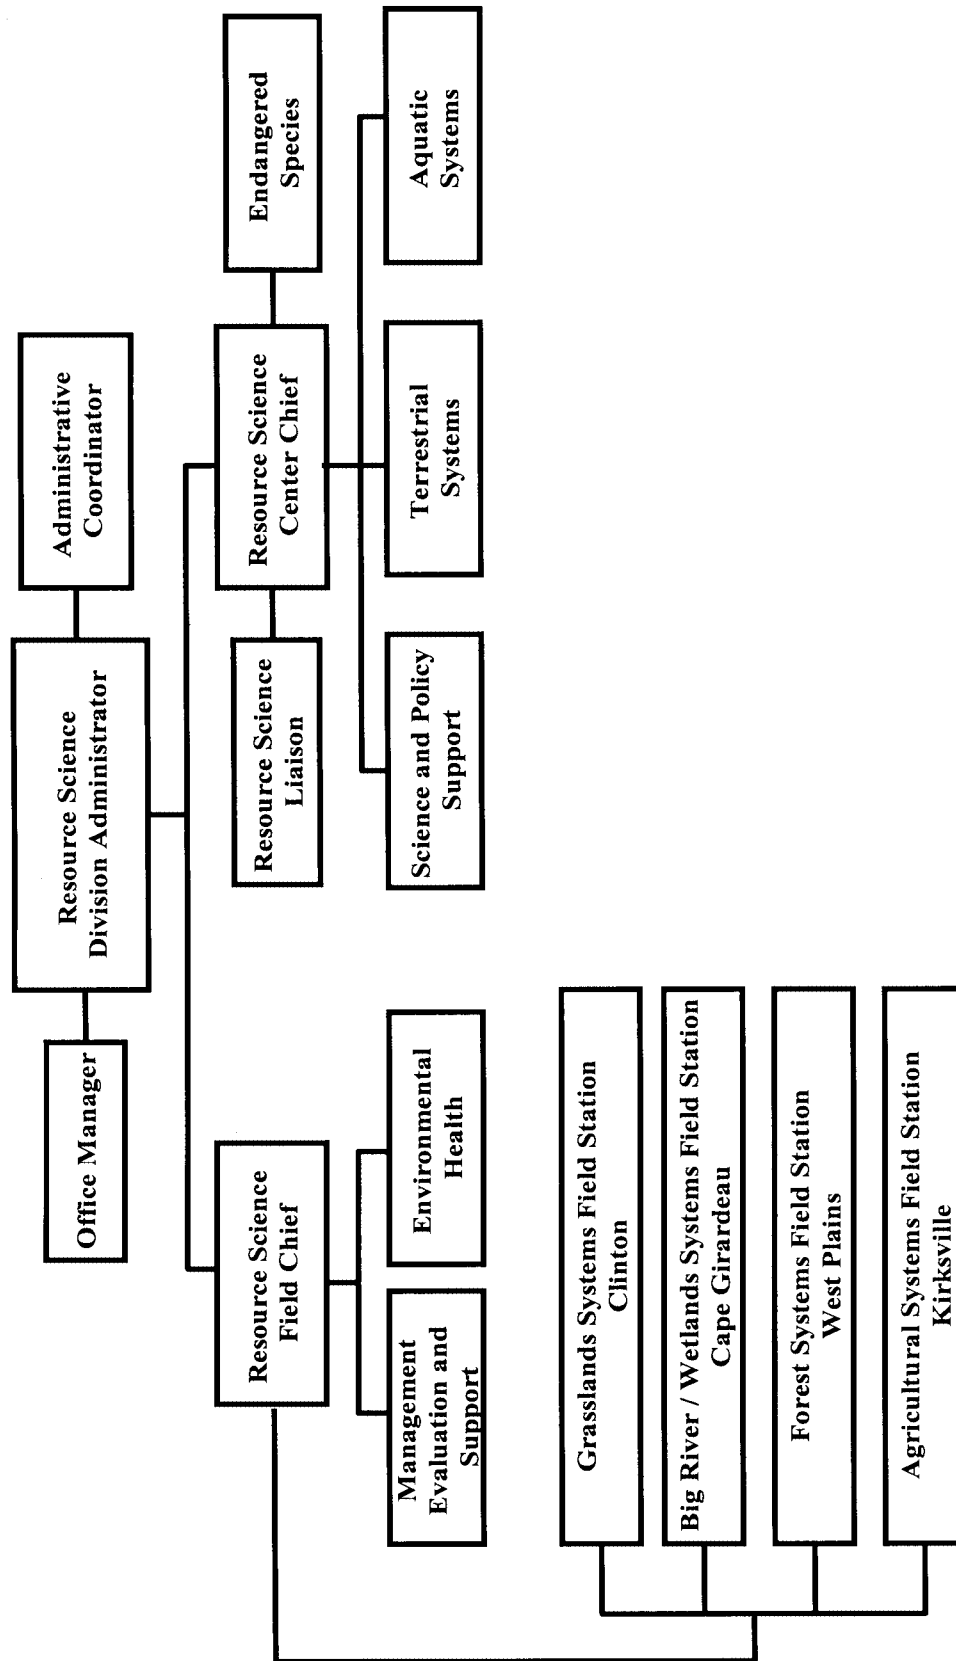 Office Manager
Resource Science
Division Administrator
Administrative
Coordinator
Resource Science
Field Chief
Resource Science
Liaison
Resource Science
Center Chief
Endangered
Species
Management
Evaluation and
Support
Environmental
Health
Science and Policy
Support
Terrestrial
Systems
Aquatic
Systems
Grasslands Systems Field Station
Clinton
Big River / Wetlands Systems Field Station
Cape Girardeau
Forest Systems Field Station
West Plains
Agricultural Systems Field Station
Kirksville